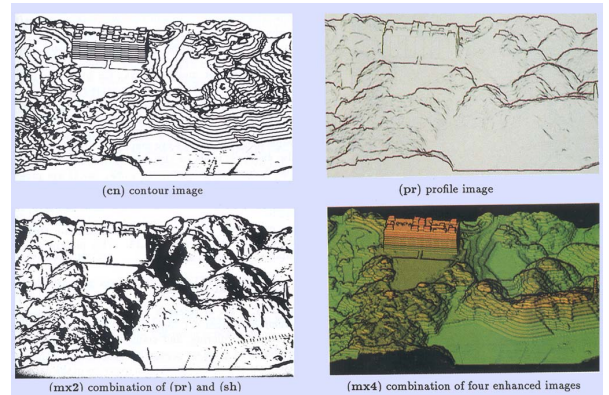 (cn) contour image
(pr) profile image
(mx2) combination of (pr) and (sh)
(mx4) combination of four enhanced images